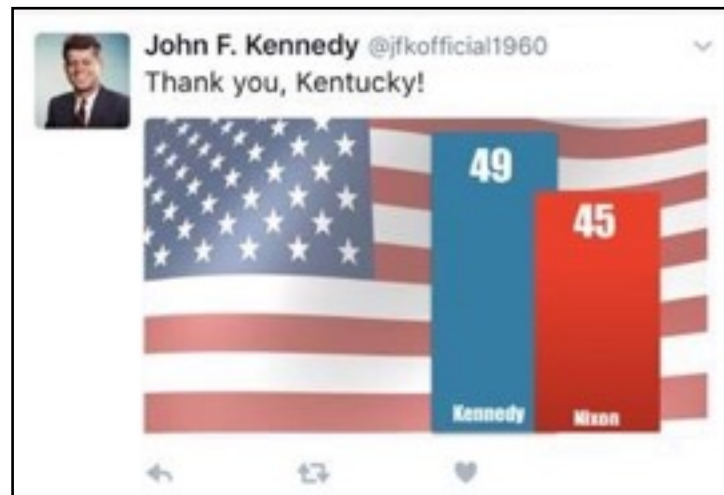 John F. Kennedy @jfkofficial1960
Thank you, Kentucky!
49
45
Kennedy
Nixon